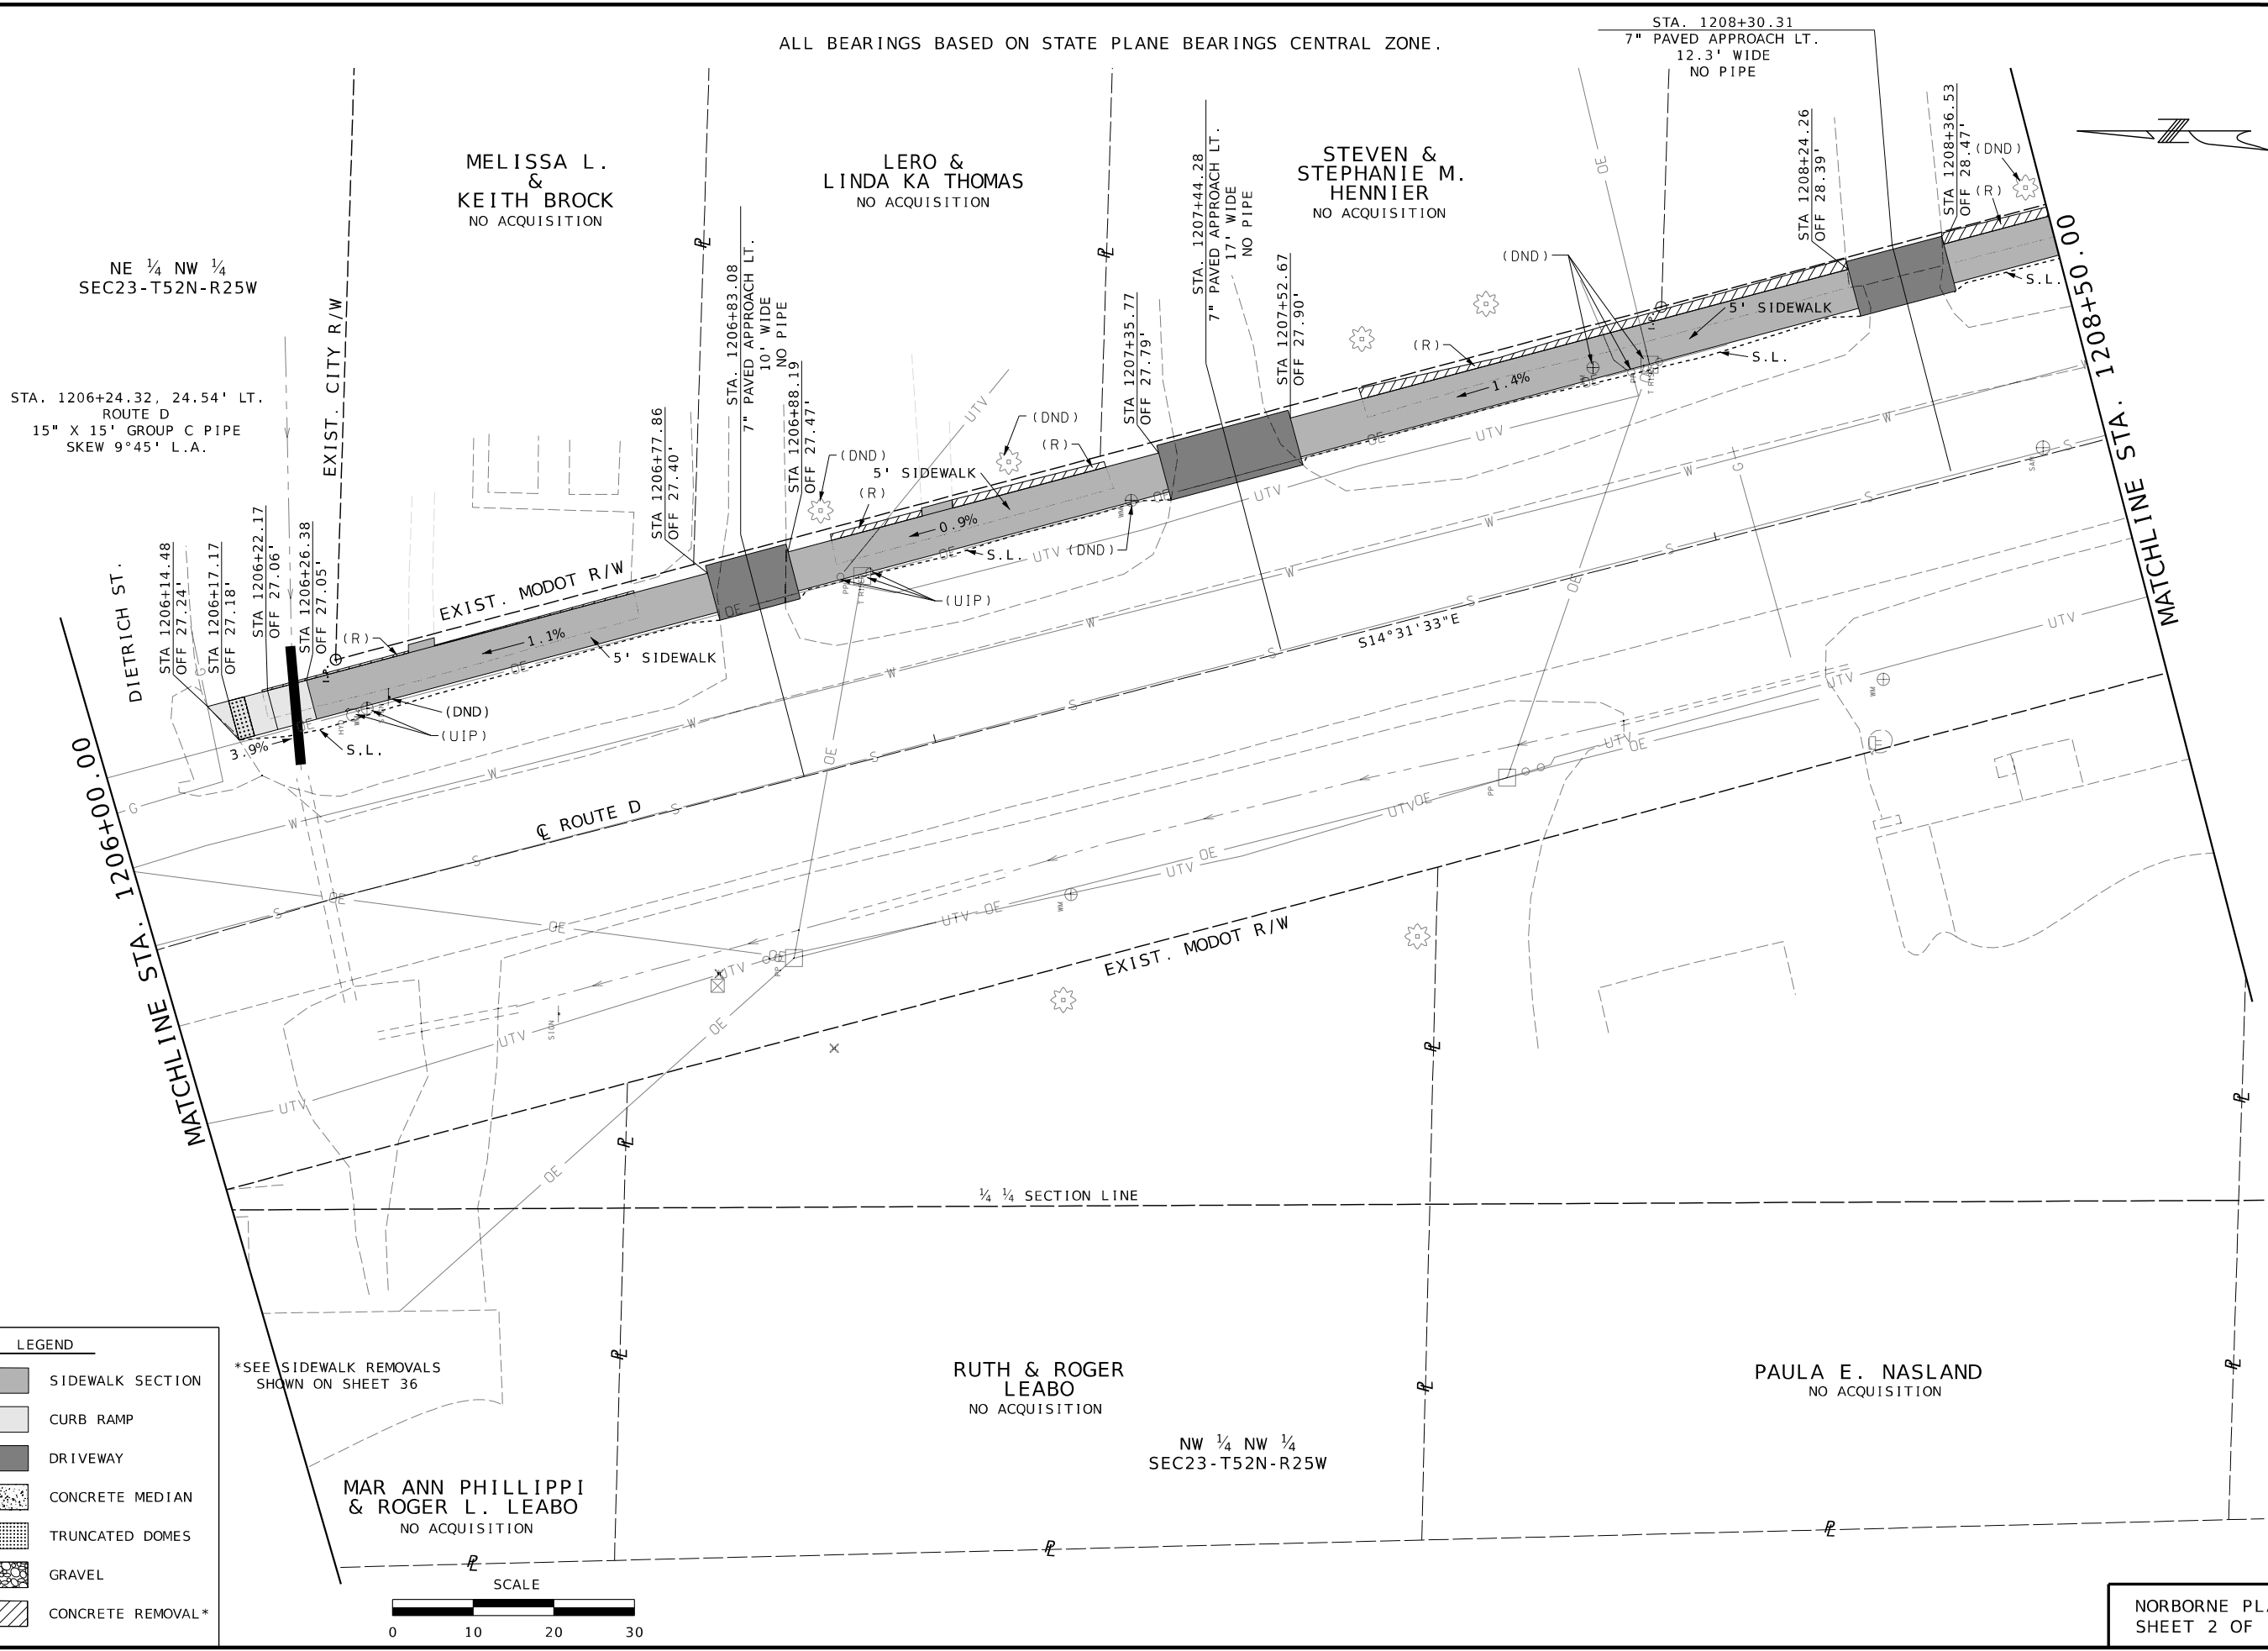 ALL BEARINGS BASED ON STATE PLANE BEARINGS CENTRAL ZONE.
STA. 1208+30.31
7" PAVED APPROACH LT.
12.3' WIDE
NO PIPE
MELISSA L.
&
KEITH BROCK
NO ACQUISITION
LERO &
LINDA KA THOMAS
NO ACQUISITION
STEVEN &
STEPHANIE M.
HENNIER
NO ACQUISITION
NE ¼ NW ¼
SEC23-T52N-R25W
STA. 1206+24.32, 24.54' LT.
ROUTE D
15" X 15' GROUP C PIPE
SKEW 9°45' L.A.
EXIST. CITY R/W
DIETRICH ST.
STA 1206+14.48
OFF 27.24'
STA 1206+17.17
OFF 27.18'
STA 1206+22.17
OFF 27.06'
STA 1206+26.38
OFF 27.05'
STA 1206+77.86
OFF 27.40'
STA. 1206+83.08
7" PAVED APPROACH LT.
10' WIDE
NO PIPE
STA 1206+88.19
OFF 27.47'
STA 1207+35.77
OFF 27.79'
STA. 1207+44.28
7" PAVED APPROACH LT.
17' WIDE
NO PIPE
STA 1207+52.67
OFF 27.90'
STA 1208+24.26
OFF 28.39'
STA 1208+36.53
OFF 28.47'
(DND)
(R)
(DND)
(R)
5' SIDEWALK
1.4%
S.L.
S.L.
(DND)
(R)
(DND)
(R)
5' SIDEWALK
0.9%
S.L.
(DND)
(UIP)
EXIST. MODOT R/W
(R)
1.1%
5' SIDEWALK
(DND)
(UIP)
3.9%
S.L.
MATCHLINE STA. 1206+00.00
MATCHLINE STA. 1208+50.00
℄ ROUTE D
S14°31'33"E
EXIST. MODOT R/W
OE
UTV
W
S
G
PP
WM
SIGN
¼ ¼ SECTION LINE
LEGEND
SIDEWALK SECTION
CURB RAMP
DRIVEWAY
CONCRETE MEDIAN
TRUNCATED DOMES
GRAVEL
CONCRETE REMOVAL*
*SEE SIDEWALK REMOVALS
SHOWN ON SHEET 36
MAR ANN PHILLIPPI
& ROGER L. LEABO
NO ACQUISITION
RUTH & ROGER
LEABO
NO ACQUISITION
NW ¼ NW ¼
SEC23-T52N-R25W
PAULA E. NASLAND
NO ACQUISITION
SCALE
0 10 20 30
NORBORNE PL
SHEET 2 OF